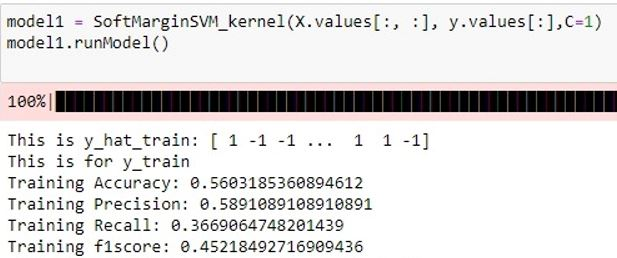 model1 = SoftMarginSVM_kernel(X.values[:, :], y.values[:],C=1)
model1.runModel()
100%|
This is y_hat_train: [ 1 -1 -1 ...  1  1 -1]
This is for y_train
Training Accuracy: 0.5603185360894612
Training Precision: 0.5891089108910891
Training Recall: 0.3669064748201439
Training f1score: 0.45218492716909436